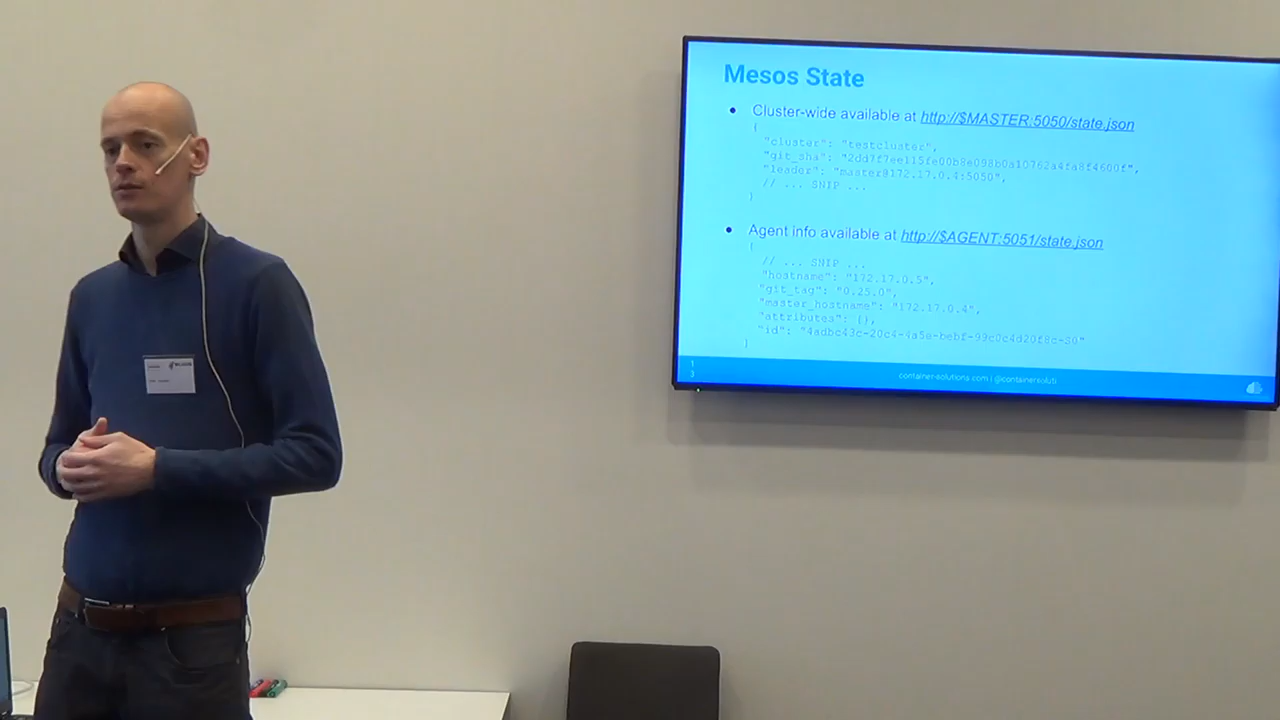 Mesos State
● Cluster-wide available at http://$MASTER:5050/state.json
{
"cluster": "testcluster",
"git_sha": "2dd7f7ee115fe00b8e098b0a10762a4fa8f4600f",
"leader": "master@172.17.0.4:5050",
// ... SNIP ...
}
● Agent info available at http://$AGENT:5051/state.json
{
// ... SNIP ...
"hostname": "172.17.0.5",
"git_tag": "0.25.0",
"master_hostname": "172.17.0.4",
"attributes": {},
"id": "4adbc43c-20c4-4a5e-bebf-99c0c4d20f8c-S0"
}
1
3
container-solutions.com | @containersoluti